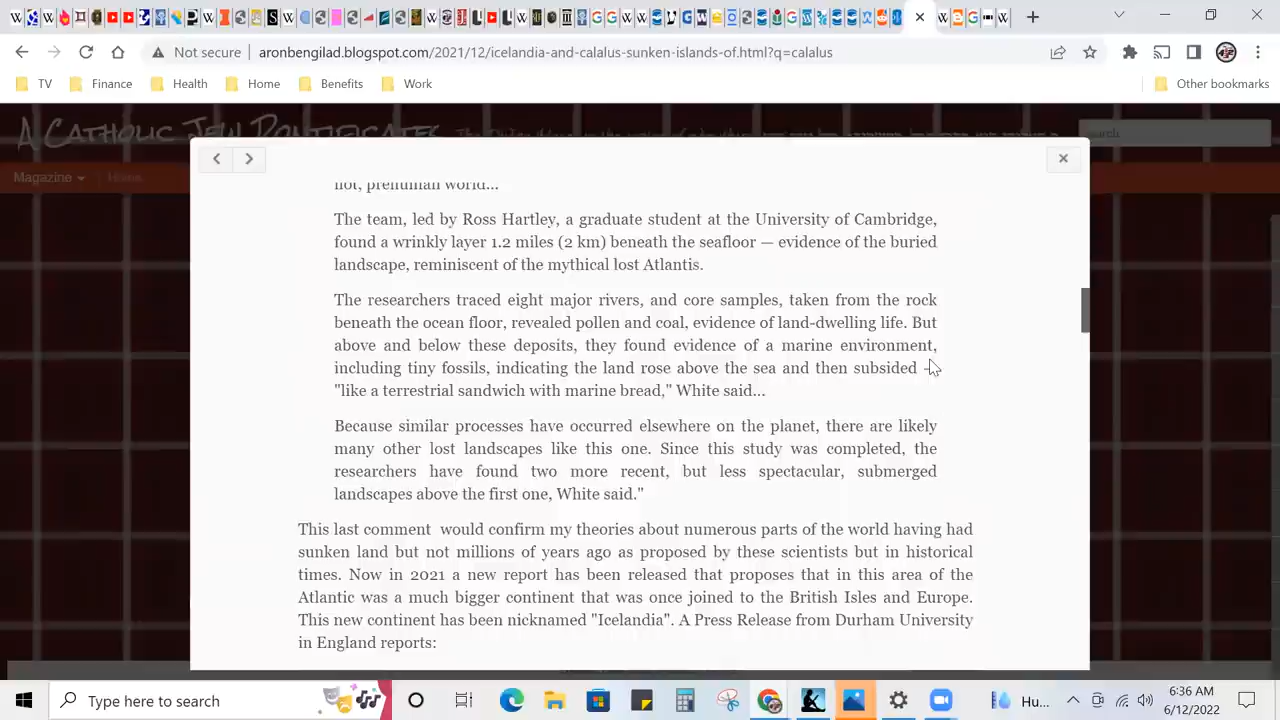 Not secure
aronbengilad.blogspot.com/2021/12/icelandia-and-calalus-sunken-islands-of.html?q=calalus
TV
Finance
Health
Home
Benefits
Work
Other bookmarks
A Catholic Jew Pontificates
search
Magazine
Home
not, prehuman world...
The team, led by Ross Hartley, a graduate student at the University of Cambridge,
found a wrinkly layer 1.2 miles (2 km) beneath the seafloor — evidence of the buried
landscape, reminiscent of the mythical lost Atlantis.
The researchers traced eight major rivers, and core samples, taken from the rock
beneath the ocean floor, revealed pollen and coal, evidence of land-dwelling life. But
above and below these deposits, they found evidence of a marine environment,
including tiny fossils, indicating the land rose above the sea and then subsided —
"like a terrestrial sandwich with marine bread," White said...
Because similar processes have occurred elsewhere on the planet, there are likely
many other lost landscapes like this one. Since this study was completed, the
researchers have found two more recent, but less spectacular, submerged
landscapes above the first one, White said."
This last comment would confirm my theories about numerous parts of the world having had
sunken land but not millions of years ago as proposed by these scientists but in historical
times. Now in 2021 a new report has been released that proposes that in this area of the
Atlantic was a much bigger continent that was once joined to the British Isles and Europe.
This new continent has been nicknamed "Icelandia". A Press Release from Durham University
in England reports:
Type here to search
Hu...
6:36 AM
6/12/2022